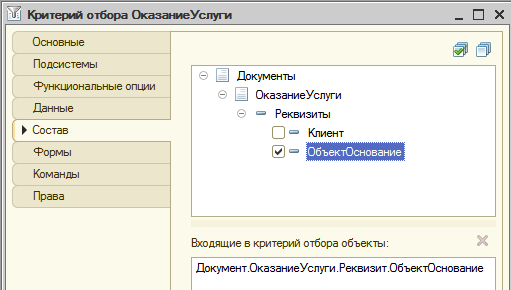 Критерий отбора ОказаниеУслуги
Основные
Подсистемы
Функциональные опции
Данные
Состав
Формы
Команды
Права
Документы
ОказаниеУслуги
Реквизиты
Клиент
ОбъектОснование
Входящие в критерий отбора объекты:
Документ.ОказаниеУслуги.Реквизит.ОбъектОснование